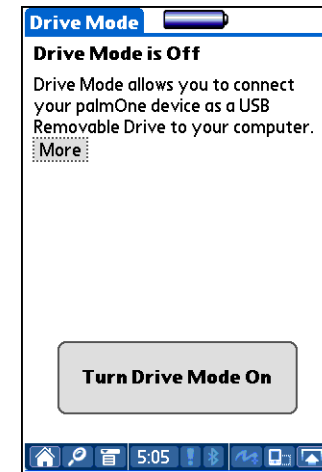 Drive Mode
Drive Mode is Off
Drive Mode allows you to connect
your palmOne device as a USB
Removable Drive to your computer.
More
Turn Drive Mode On
5:05